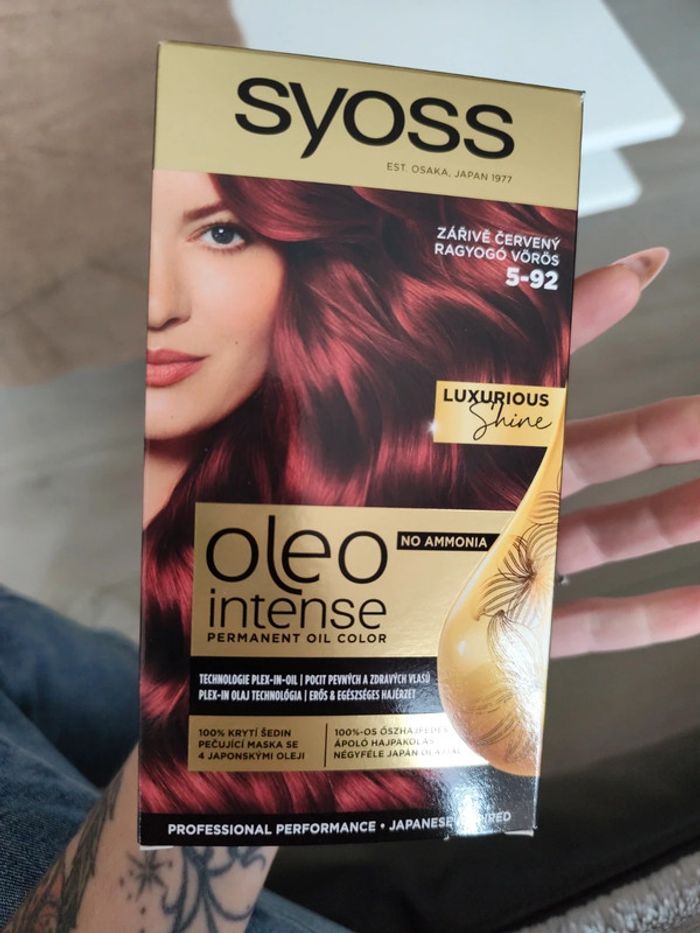 syoss
EST. OSAKA, JAPAN 1977
ZÁŘIVĚ ČERVENÝ
RAGYOGÓ VÖRÖS
5-92
LUXURIOUS
Shine
oleo
NO AMMONIA
intense
PERMANENT OIL COLOR
TECHNOLOGIE PLEX-IN-OIL | POCIT PEVNÝCH A ZDRAVÝCH VLASŮ
PLEX-IN OLAJ TECHNOLÓGIA | ERŐS & EGÉSZSÉGES HAJÉRZET
100% KRYTÍ ŠEDIN
PEČUJÍCÍ MASKA SE
4 JAPONSKÝMI OLEJI
100%-OS ŐSZHAJFEDÉS
ÁPOLÓ HAJPAKOLÁS
NÉGYFÉLE JAPÁN
PROFESSIONAL PERFORMANCE • JAPANESE